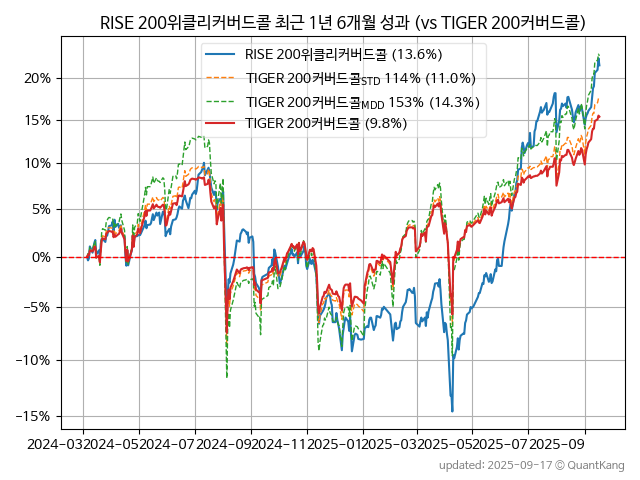 RISE 200위클리커버드콜 최근 1년 6개월 성과 (vs TIGER 200커버드콜)
RISE 200위클리커버드콜 (13.6%)
TIGER 200커버드콜STD 114% (11.0%)
TIGER 200커버드콜MDD 153% (14.3%)
TIGER 200커버드콜 (9.8%)
20%
15%
10%
5%
0%
−5%
−10%
−15%
2024-03 2024-05 2024-07 2024-09 2024-11 2025-01 2025-03 2025-05 2025-07 2025-09
updated: 2025-09-17 © QuantKang